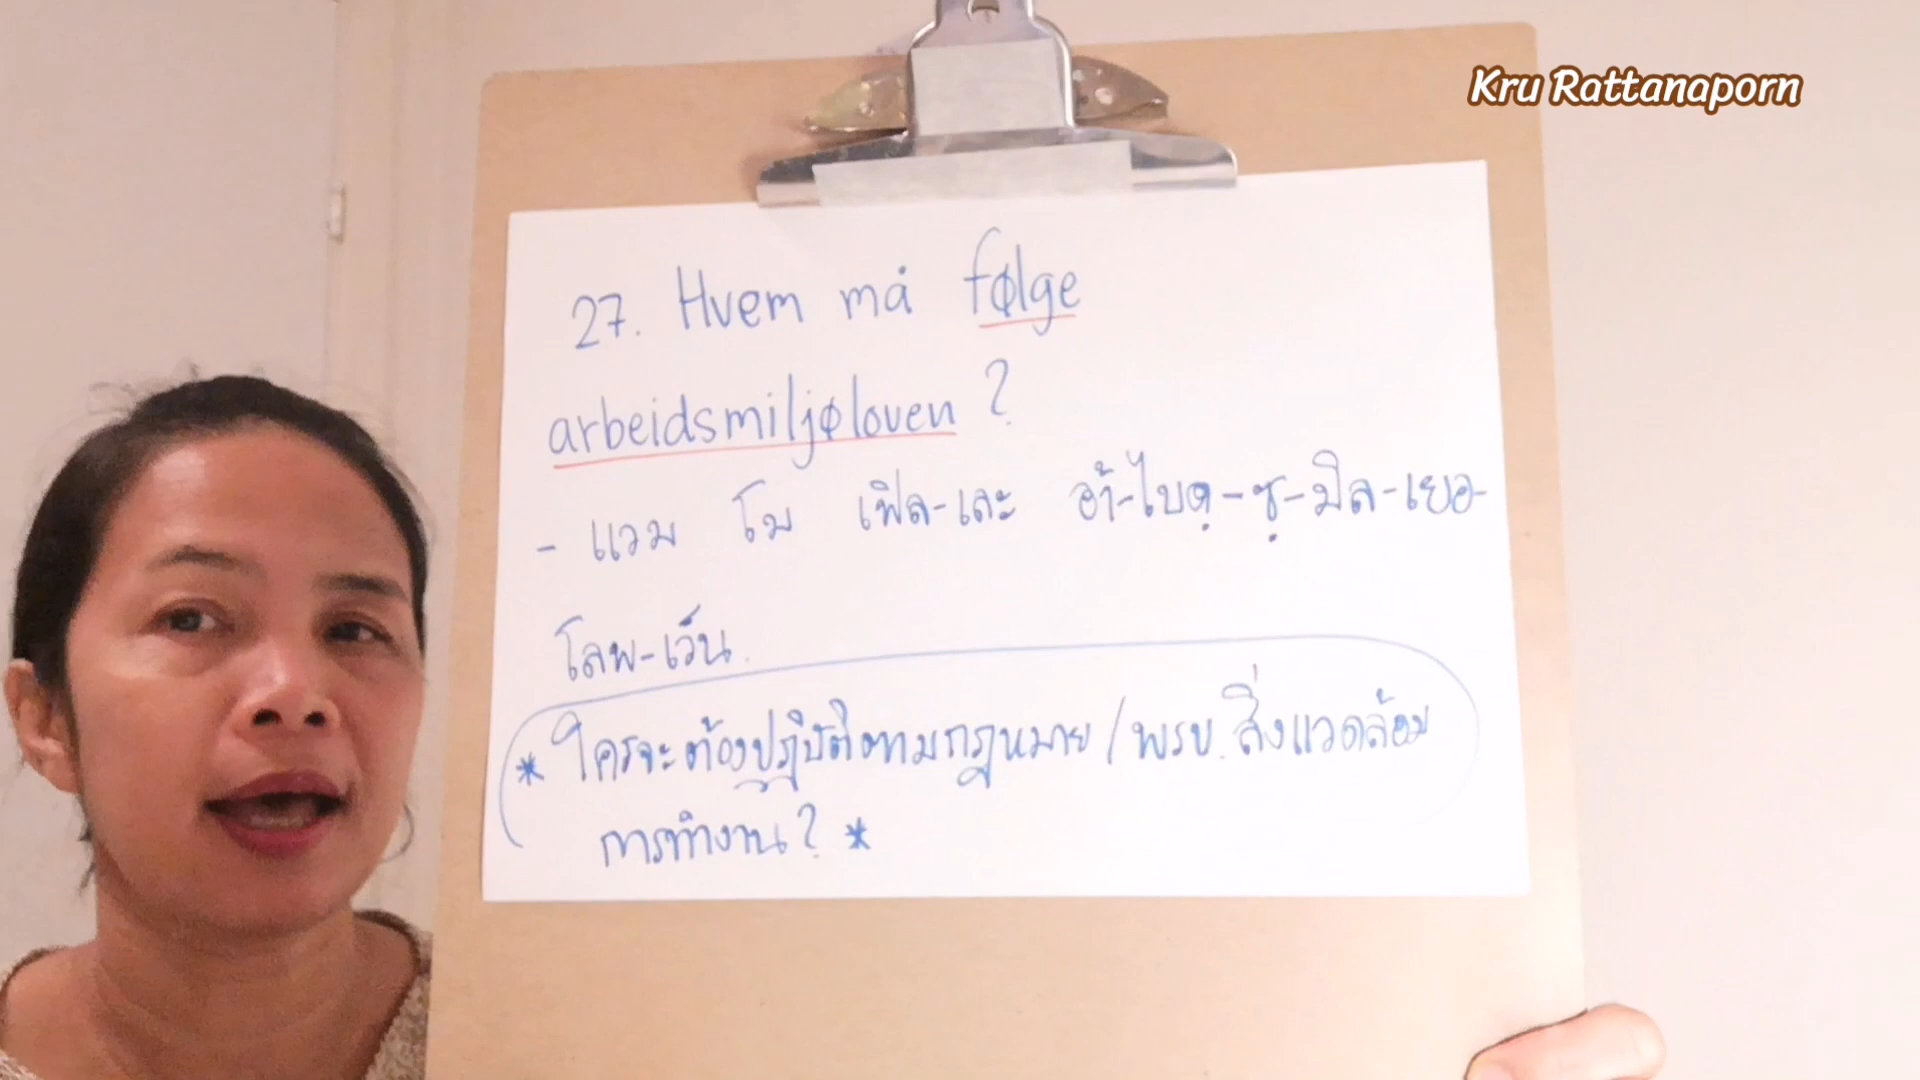 Kru Rattanaporn
27. Hvem må følge
arbeidsmiljøloven ?
- แวม โม เฟิล-เละ อ้า-ไบดฺ-ซฺ-มิล-เยอ-
โลพ-เว็น.
* ใครจะต้องปฏิบัติตามกฎหมาย / พรบ. สิ่งแวดล้อม
การทำงาน ? *